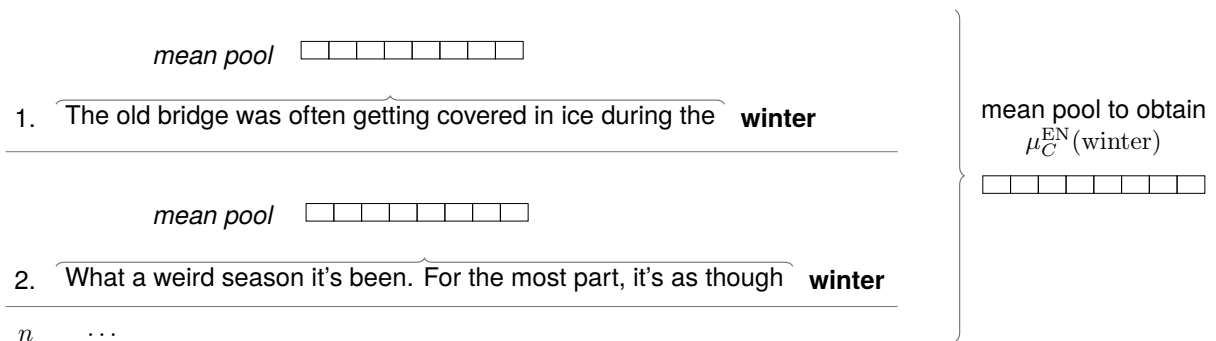 mean pool
1. The old bridge was often getting covered in ice during the winter
mean pool
2. What a weird season it's been. For the most part, it's as though winter
n ...
mean pool to obtain
μ_C^EN(winter)